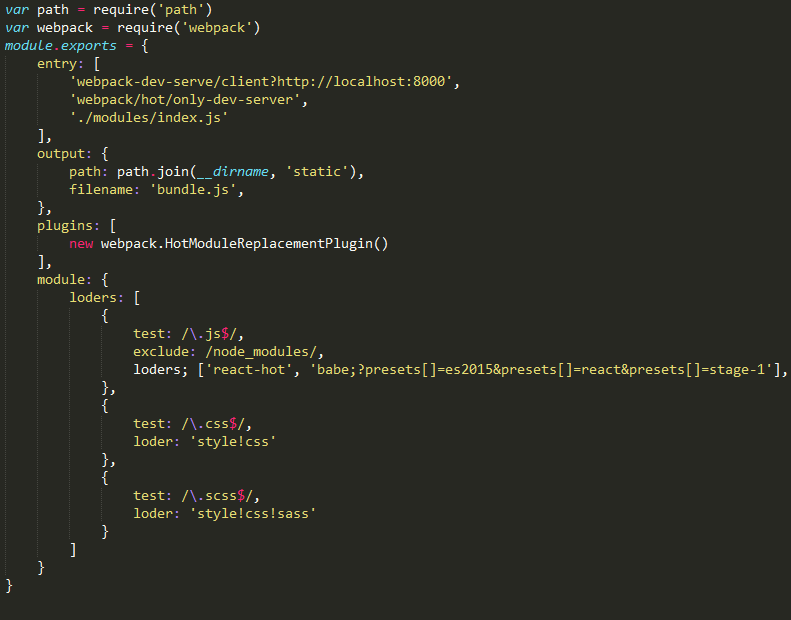 var path = require('path')
var webpack = require('webpack')
module.exports = {
    entry: [
        'webpack-dev-serve/client?http://localhost:8000',
        'webpack/hot/only-dev-server',
        './modules/index.js'
    ],
    output: {
        path: path.join(__dirname, 'static'),
        filename: 'bundle.js',
    },
    plugins: [
        new webpack.HotModuleReplacementPlugin()
    ],
    module: {
        loders: [
            {
                test: /\.js$/,
                exclude: /node_modules/,
                loders; ['react-hot', 'babe;?presets[]=es2015&presets[]=react&presets[]=stage-1'],
            },
            {
                test: /\.css$/,
                loder: 'style!css'
            },
            {
                test: /\.scss$/,
                loder: 'style!css!sass'
            }
        ]
    }
}